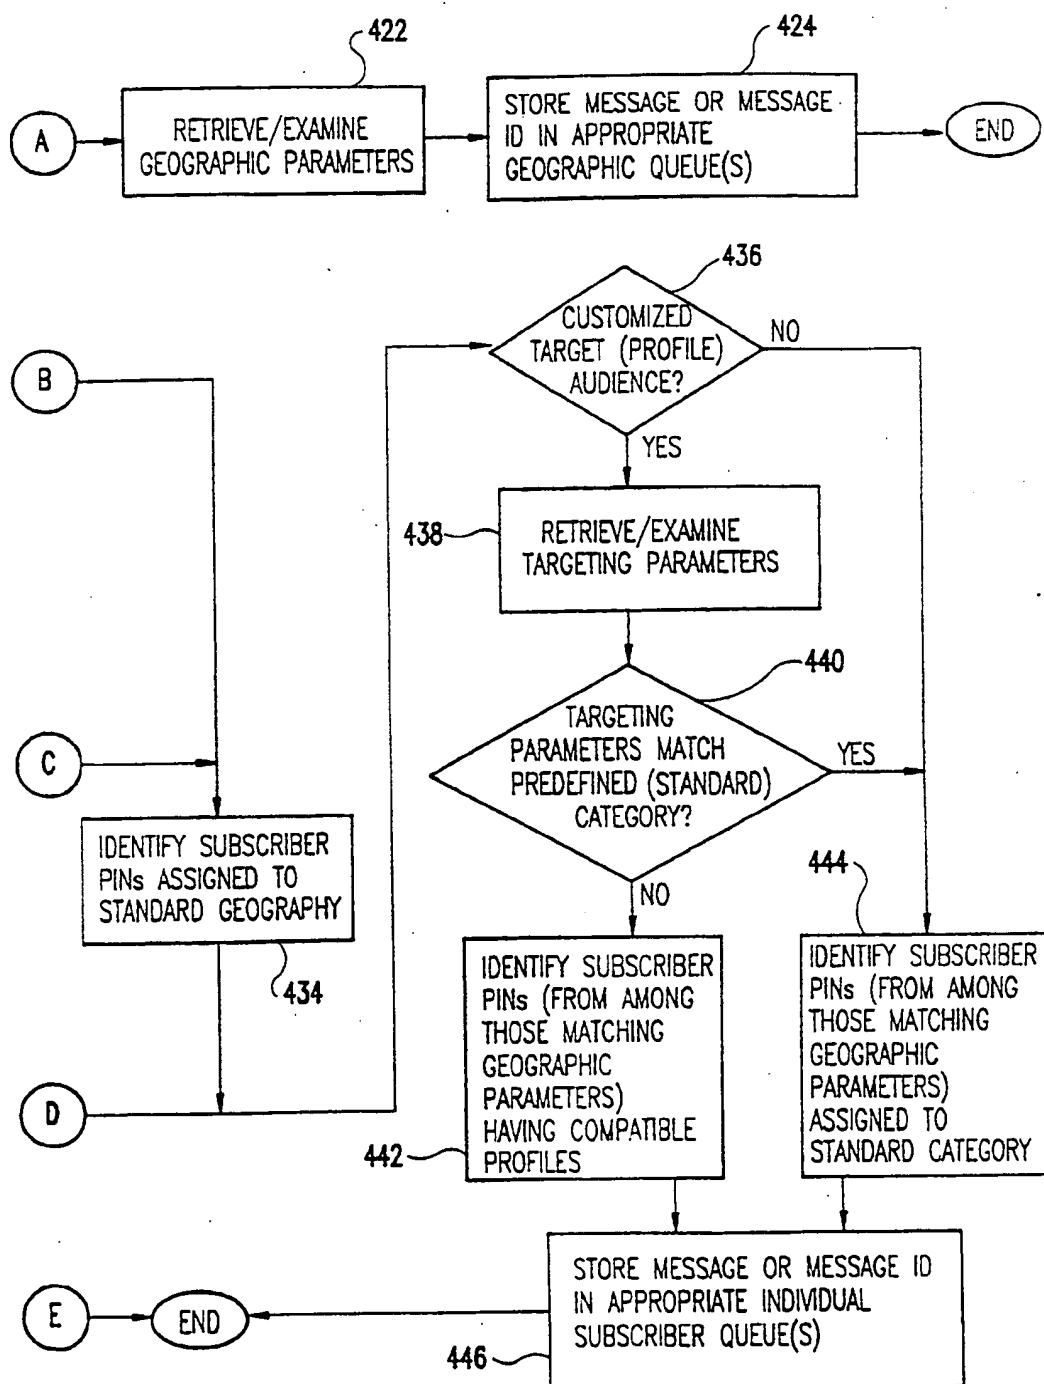 422
424
A
RETRIEVE/EXAMINE
GEOGRAPHIC PARAMETERS
STORE MESSAGE OR MESSAGE
ID IN APPROPRIATE
GEOGRAPHIC QUEUE(S)
END
436
CUSTOMIZED
TARGET (PROFILE)
AUDIENCE?
NO
B
YES
438
RETRIEVE/EXAMINE
TARGETING PARAMETERS
440
TARGETING
PARAMETERS MATCH
PREDEFINED (STANDARD)
CATEGORY?
YES
C
IDENTIFY SUBSCRIBER
PINs ASSIGNED TO
STANDARD GEOGRAPHY
434
NO
444
IDENTIFY SUBSCRIBER
PINs (FROM AMONG
THOSE MATCHING
GEOGRAPHIC
PARAMETERS)
HAVING COMPATIBLE
PROFILES
442
IDENTIFY SUBSCRIBER
PINs (FROM AMONG
THOSE MATCHING
GEOGRAPHIC
PARAMETERS)
ASSIGNED TO
STANDARD CATEGORY
D
STORE MESSAGE OR MESSAGE ID
IN APPROPRIATE INDIVIDUAL
SUBSCRIBER QUEUE(S)
446
E
END